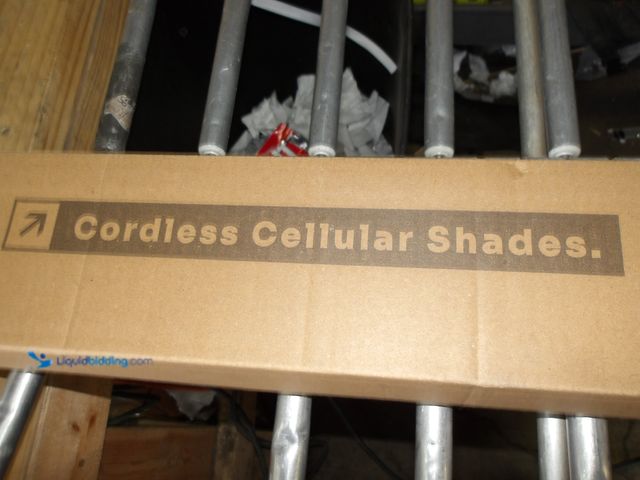 Cordless Cellular Shades.
Liquidbidding.com